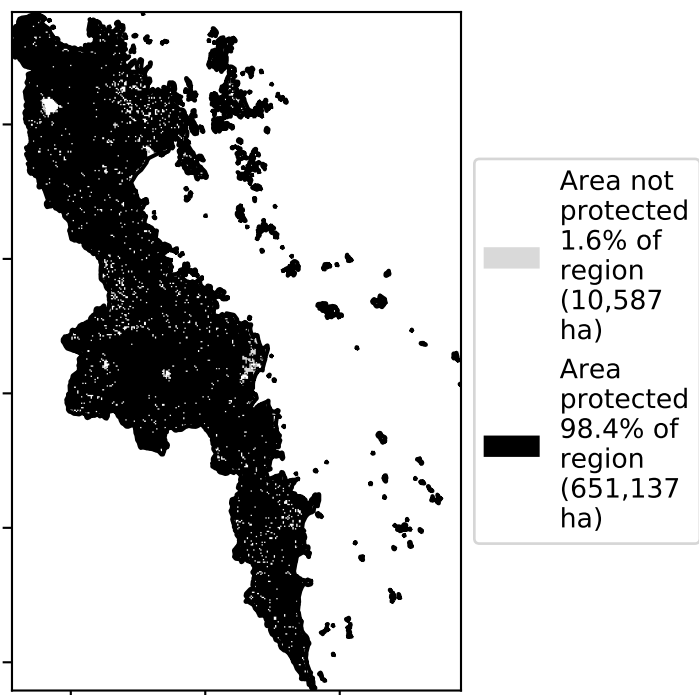 Area not
protected
1.6% of
region
(10,587
ha)
Area
protected
98.4% of
region
(651,137
ha)